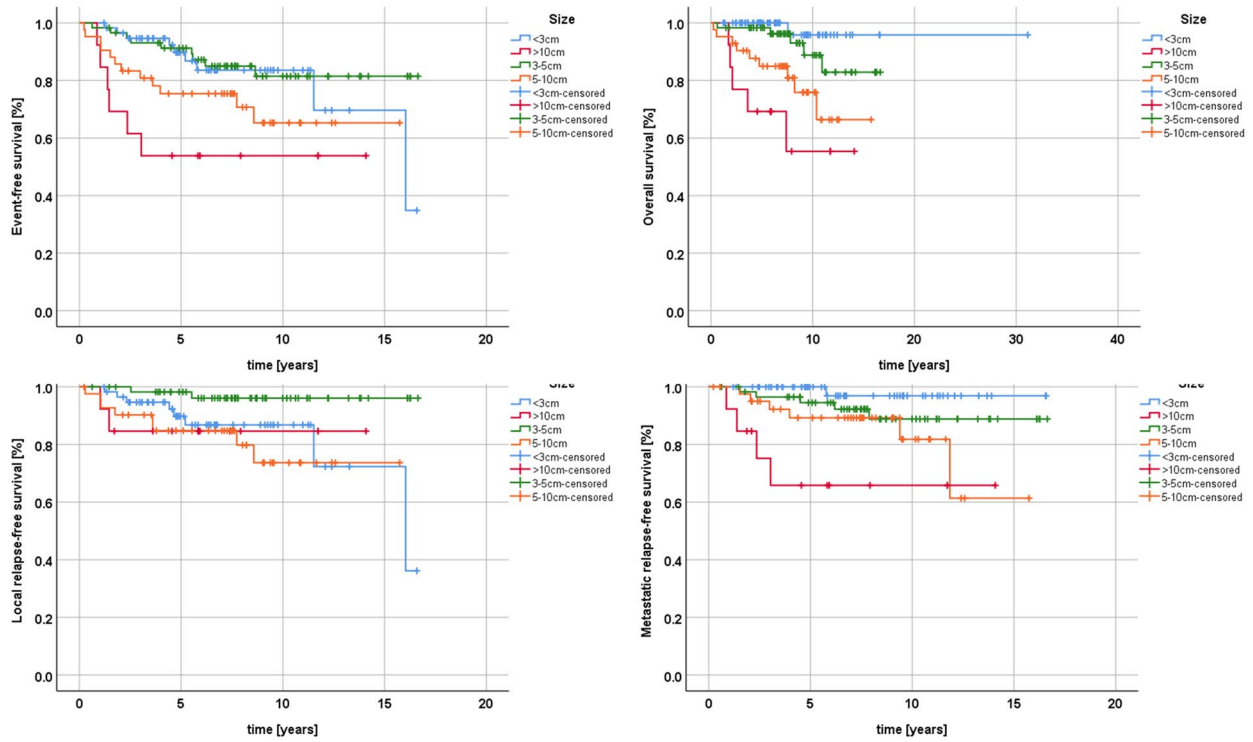 Event-free survival [%]
1.0
0.8
0.6
0.4
0.2
0.0
0 5 10 15 20
time [years]
Size
<3cm
>10cm
3-5cm
5-10cm
<3cm-censored
>10cm-censored
3-5cm-censored
5-10cm-censored
Overall survival [%]
1.0
0.8
0.6
0.4
0.2
0.0
0 10 20 30 40
time [years]
Size
<3cm
>10cm
3-5cm
5-10cm
<3cm-censored
>10cm-censored
3-5cm-censored
5-10cm-censored
Local relapse-free survival [%]
1.0
0.8
0.6
0.4
0.2
0.0
0 5 10 15 20
time [years]
Size
<3cm
>10cm
3-5cm
5-10cm
<3cm-censored
>10cm-censored
3-5cm-censored
5-10cm-censored
Metastatic relapse-free survival [%]
1.0
0.8
0.6
0.4
0.2
0.0
0 5 10 15 20
time [years]
Size
<3cm
>10cm
3-5cm
5-10cm
<3cm-censored
>10cm-censored
3-5cm-censored
5-10cm-censored